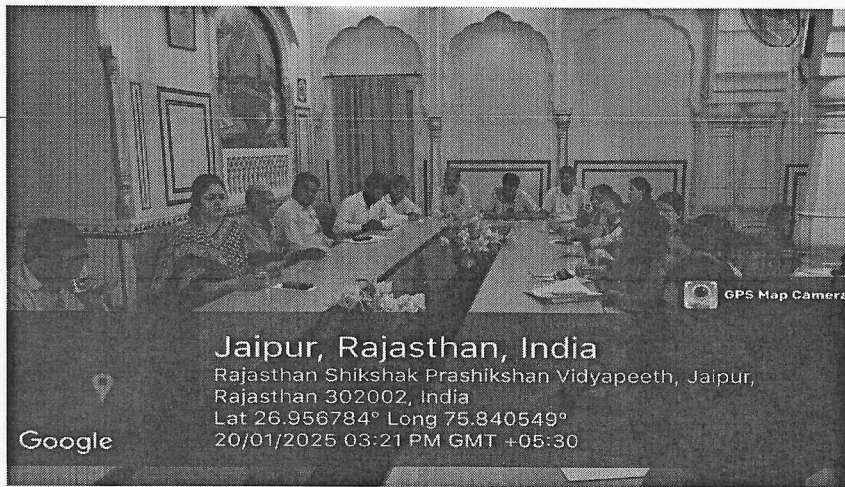 GPS Map Camera
Jaipur, Rajasthan, India
Rajasthan Shikshak Prashikshan Vidyapeeth, Jaipur,
Rajasthan 302002, India
Lat 26.956784° Long 75.840549°
20/01/2025 03:21 PM GMT +05:30
Google